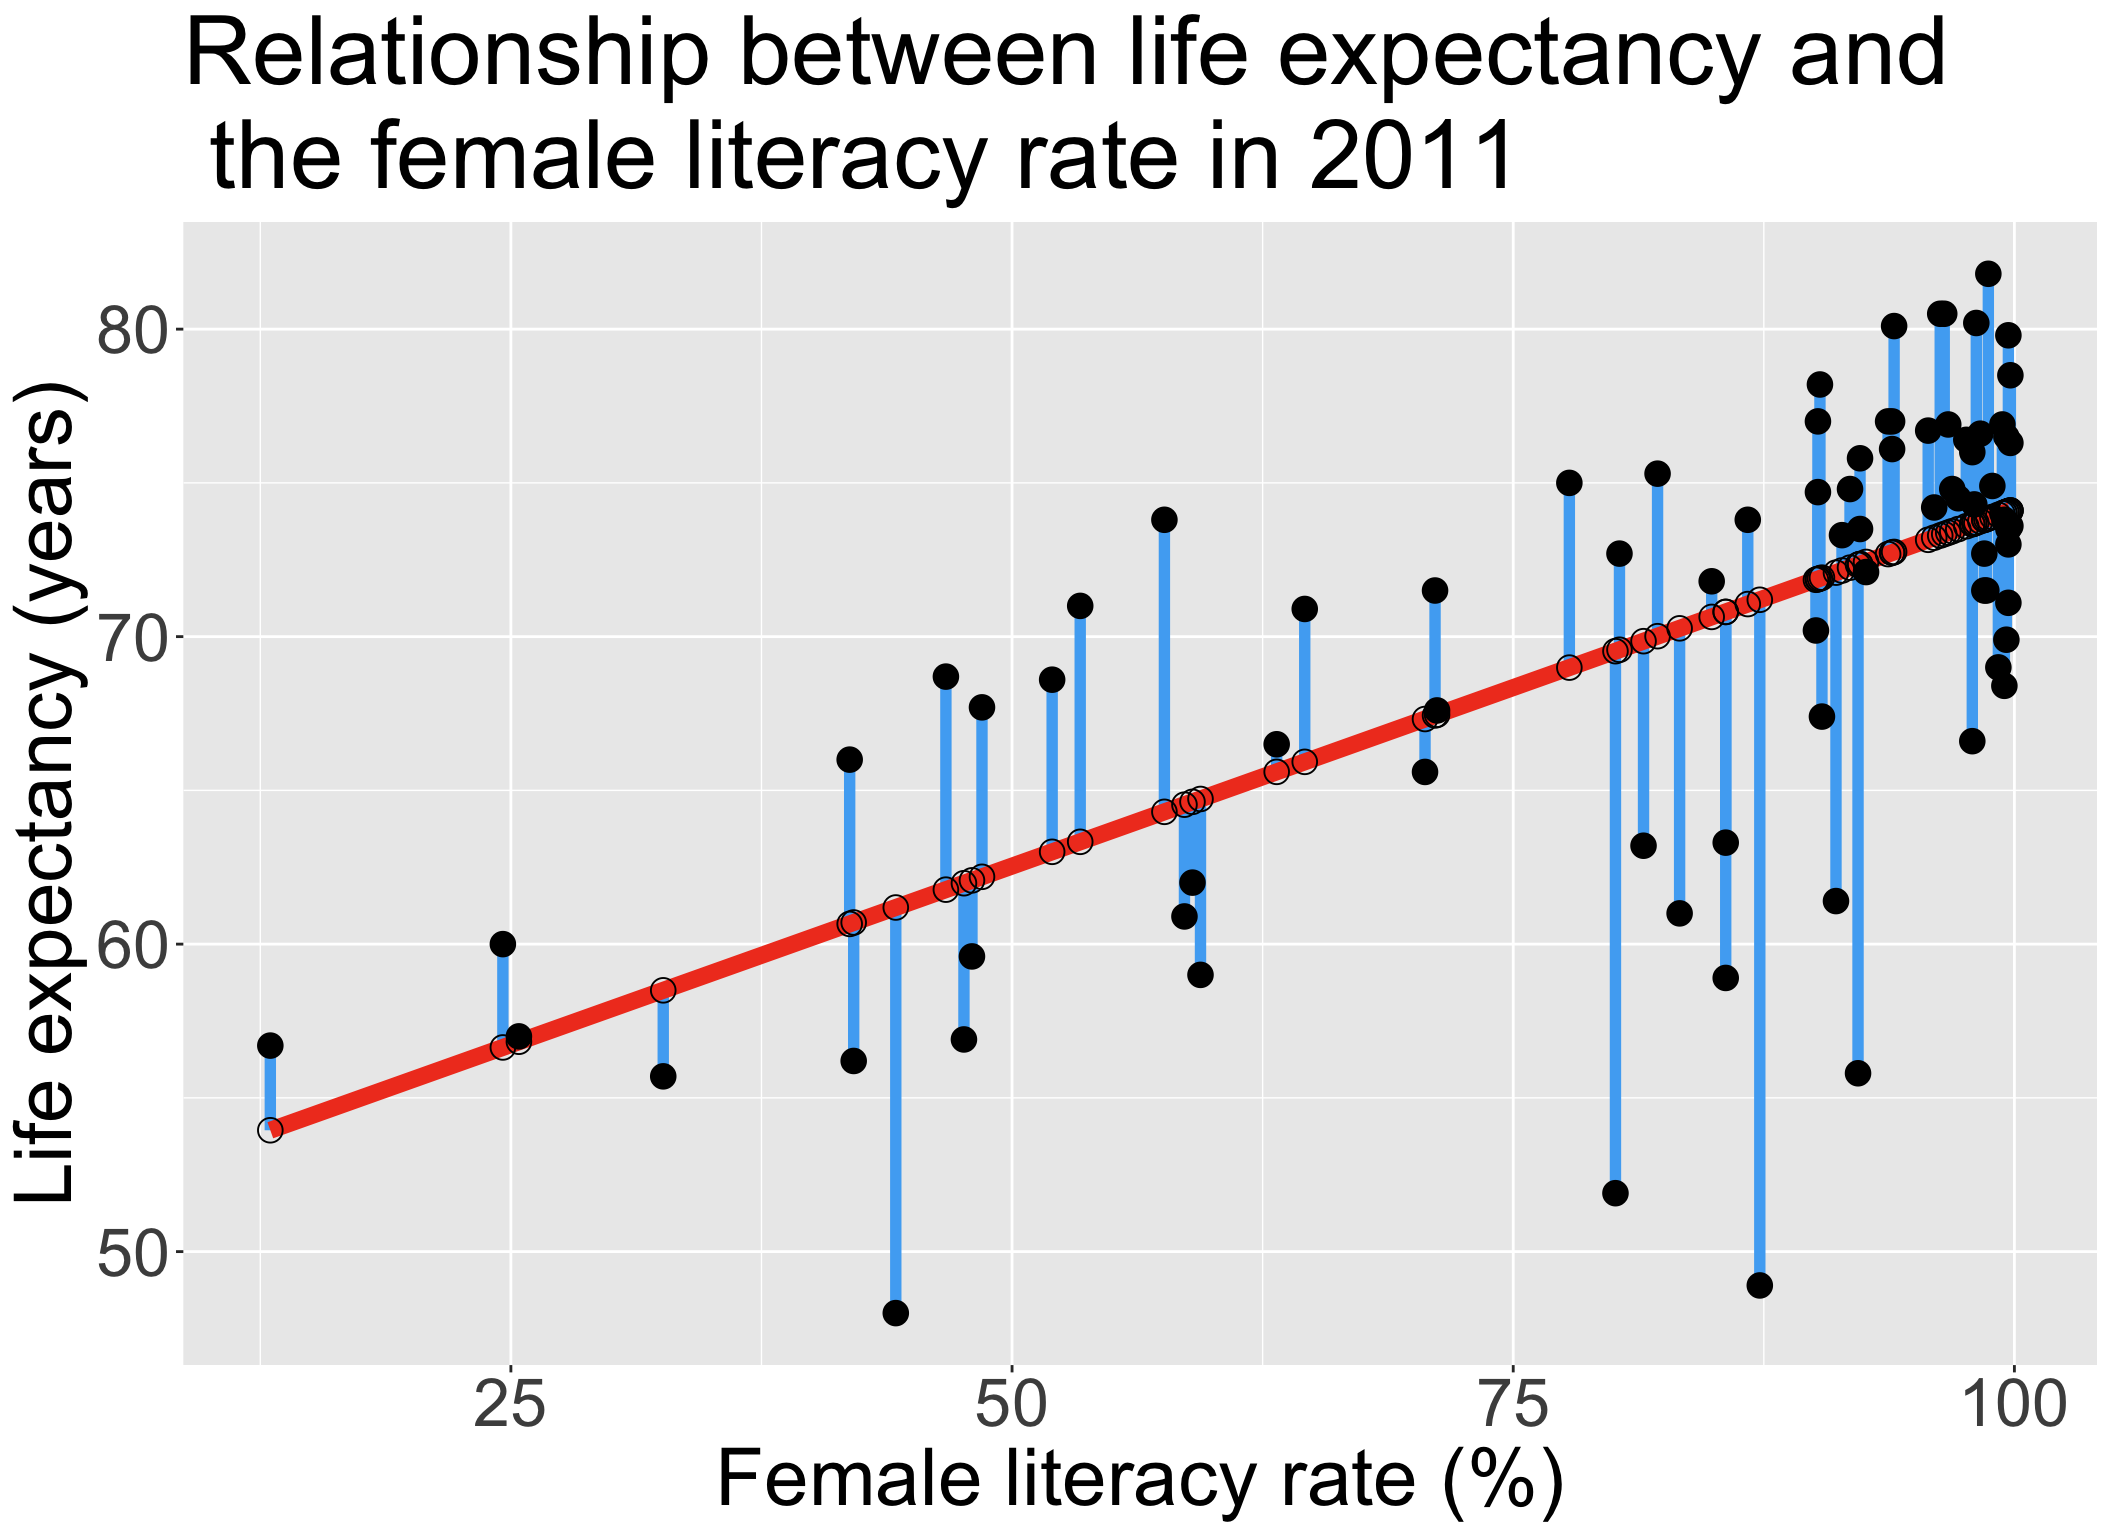 Relationship between life expectancy and
the female literacy rate in 2011
Life expectancy (years)
80
70
60
50
25
50
75
100
Female literacy rate (%)